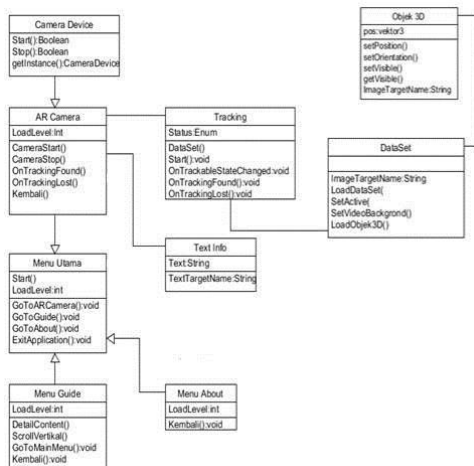 Camera Device
Start():Boolean
Stop():Boolean
getInstance():CameraDevice
Objek 3D
pos:vektor3
setPosition()
setOrientation()
setVisible()
getVisible()
ImageTargetName:String
AR Camera
LoadLevel:Int
CameraStart()
CameraStop()
OnTrackingFound()
OnTrackingLost()
Kembali()
Tracking
Status:Enum
DataSet()
Start():void
OnTrackableStateChanged:void
OnTrackingFound():void
OnTrackingLost():void
DataSet
ImageTargetName:String
LoadDataSet(
SetActive(
SetVideoBackgrond()
LoadObjek3D()
Text Info
Text:String
TextTargetName:String
Menu Utama
Start()
LoadLevel:int
GoToARCamera():void
GoToGuide():void
GoToAbout():void
ExitApplication():void
Menu Guide
LoadLevel:int
DetailContent()
ScrollVertikal()
GoToMainMenu():void
Kembali():void
Menu About
LoadLevel:int
Kembali():void